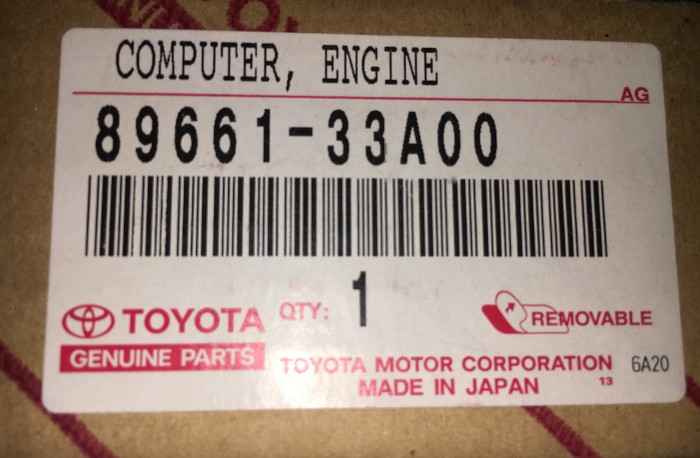 COMPUTER, ENGINE
AG
89661-33A00
QTY: 1
TOYOTA
REMOVABLE
GENUINE PARTS
TOYOTA MOTOR CORPORATION 6A20
MADE IN JAPAN 13